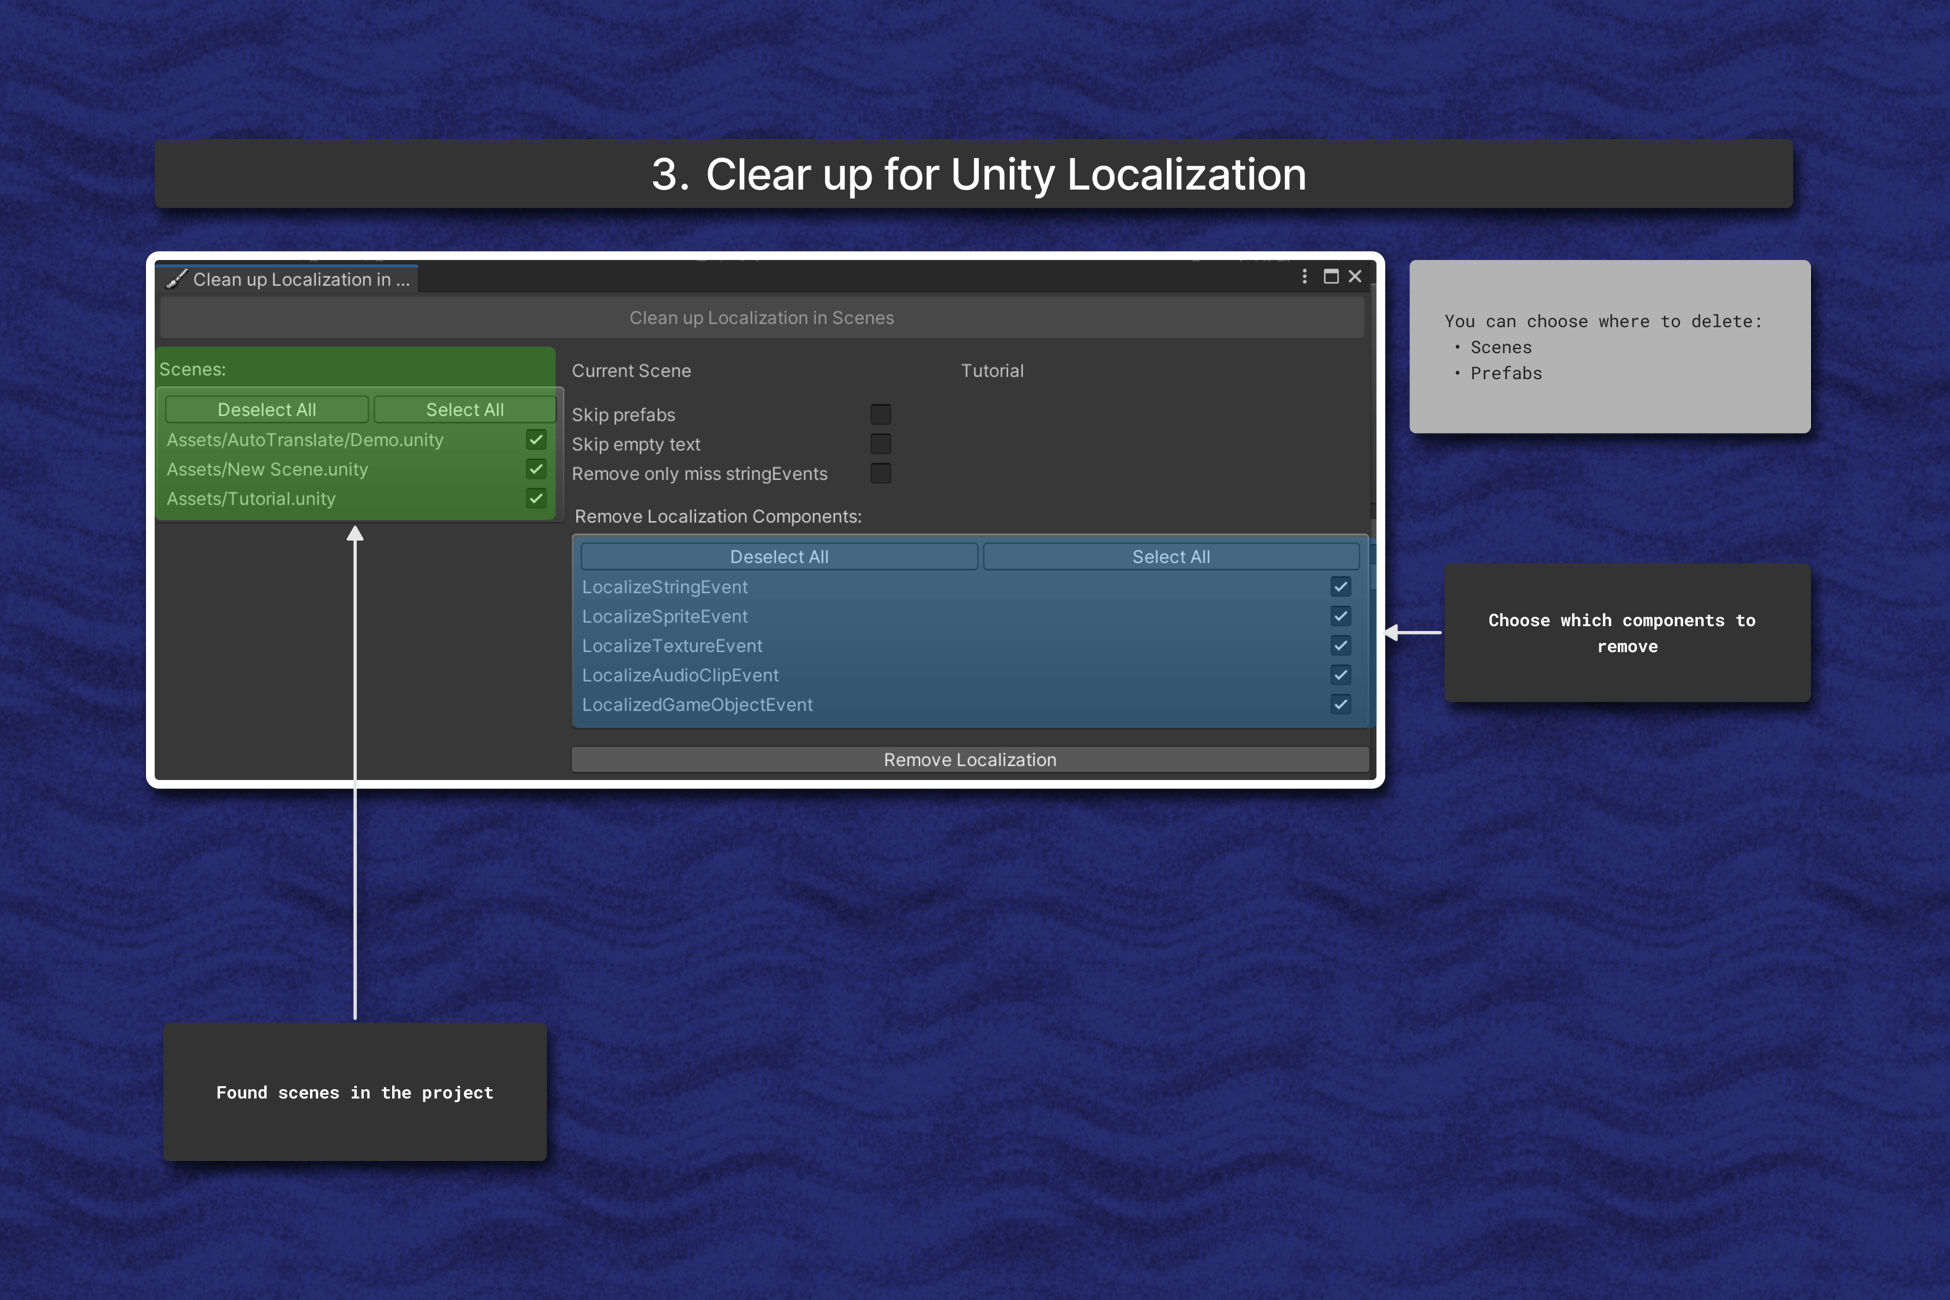 3. Clear up for Unity Localization
Clean up Localization in ...
Clean up Localization in Scenes
Scenes:
Deselect All
Select All
Assets/AutoTranslate/Demo.unity
Assets/New Scene.unity
Assets/Tutorial.unity
Current Scene
Tutorial
Skip prefabs
Skip empty text
Remove only miss stringEvents
Remove Localization Components:
Deselect All
Select All
LocalizeStringEvent
LocalizeSpriteEvent
LocalizeTextureEvent
LocalizeAudioClipEvent
LocalizedGameObjectEvent
Remove Localization
You can choose where to delete:
• Scenes
• Prefabs
Choose which components to
remove
Found scenes in the project